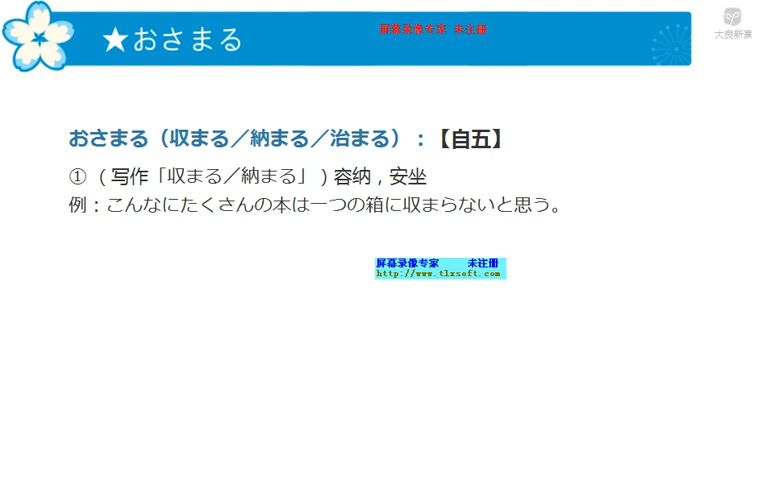 ★おさまる
屏幕录像专家 未注册
大良新素
おさまる（収まる／納まる／治まる）：【自五】
①（写作「収まる／納まる」）容纳，安坐
例：こんなにたくさんの本は一つの箱に収まらないと思う。
屏幕录像专家 未注册
http://www.tlxsoft.com